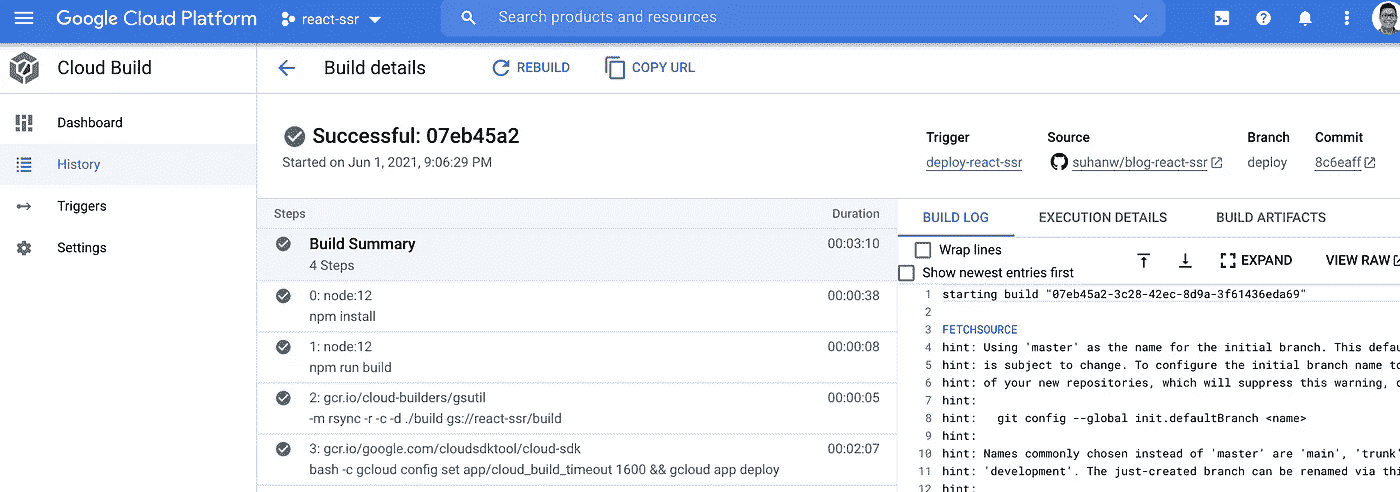 Google Cloud Platform
react-ssr
Search products and resources
Cloud Build
Build details
REBUILD
COPY URL
Dashboard
History
Triggers
Settings
Successful: 07eb45a2
Started on Jun 1, 2021, 9:06:29 PM
Trigger
Source
Branch
Commit
deploy-react-ssr
suhanw/blog-react-ssr
deploy
8c6eaff
Steps
Duration
Build Summary
00:03:10
4 Steps
0: node:12
00:00:38
npm install
1: node:12
00:00:08
npm run build
2: gcr.io/cloud-builders/gsutil
00:00:05
-m rsync -r -c -d ./build gs://react-ssr/build
3: gcr.io/google.com/cloudsdktool/cloud-sdk
00:02:07
bash -c gcloud config set app/cloud_build_timeout 1600 && gcloud app deploy
BUILD LOG
EXECUTION DETAILS
BUILD ARTIFACTS
Wrap lines
Show newest entries first
EXPAND
VIEW RAW
1 starting build "07eb45a2-3c28-42ec-8d9a-3f61436eda69"
2
3 FETCHSOURCE
4 hint: Using 'master' as the name for the initial branch. This defau
5 hint: is subject to change. To configure the initial branch name to
6 hint: of your new repositories, which will suppress this warning, c
7 hint:
8 hint: git config --global init.defaultBranch <name>
9 hint:
10 hint: Names commonly chosen instead of 'master' are 'main', 'trunk'
11 hint: 'development'. The just-created branch can be renamed via thi
12 hint: